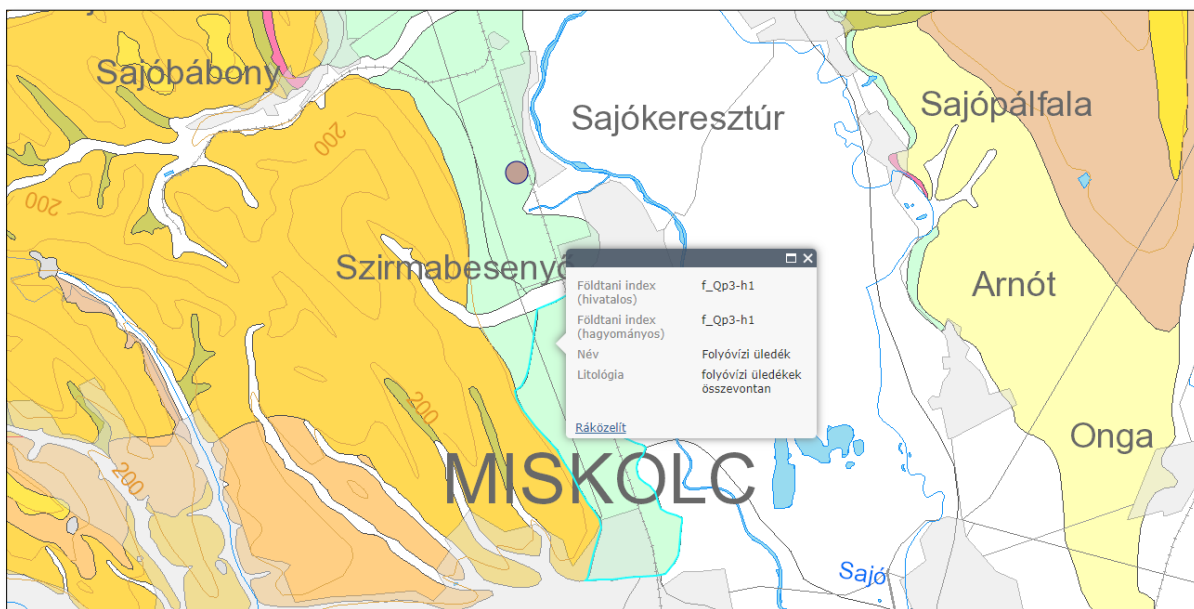 Sajóbábony
Sajókeresztúr
Sajópálfala
200
200
Szirmabesenyő
Arnót
Földtani index (hivatalos) f_Qp3-h1
Földtani index (hagyományos) f_Qp3-h1
Név Folyóvízi üledék
Litológia folyóvízi üledékek összevontan
Ráközelít
200
Onga
200
MISKOLC
Sajó